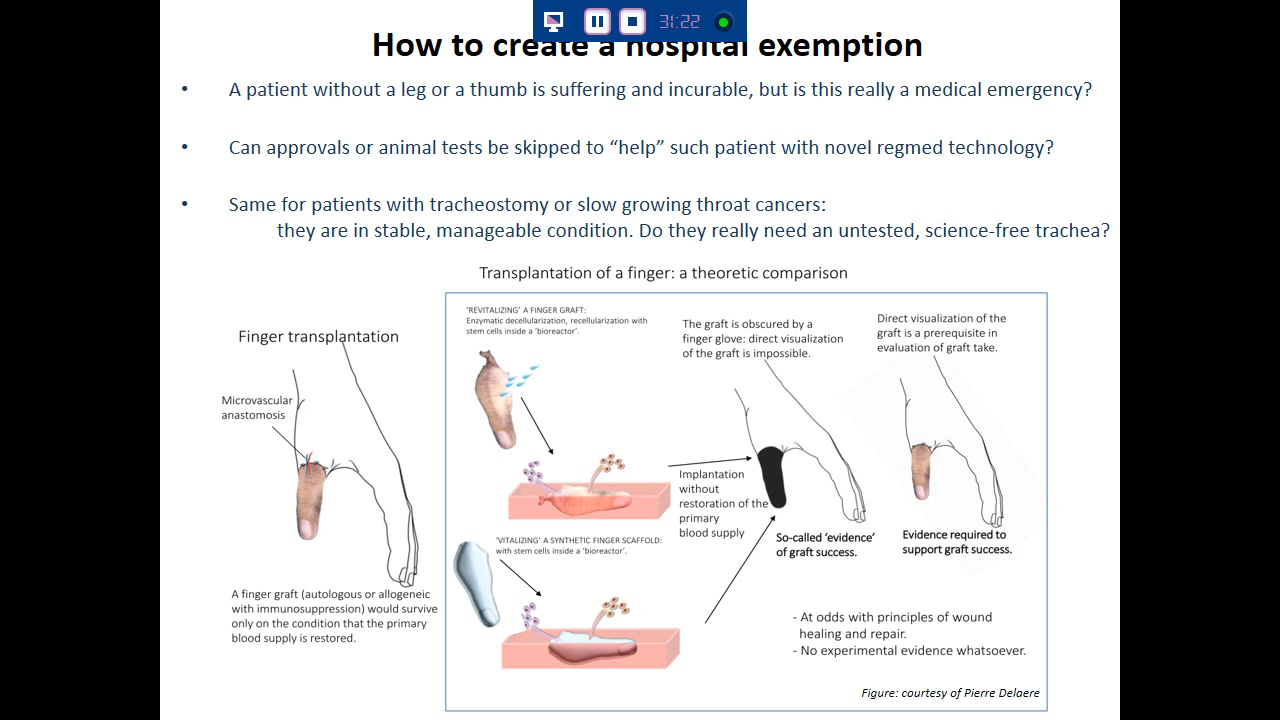 31:22
How to create a hospital exemption
• A patient without a leg or a thumb is suffering and incurable, but is this really a medical emergency?
• Can approvals or animal tests be skipped to “help” such patient with novel regmed technology?
• Same for patients with tracheostomy or slow growing throat cancers:
they are in stable, manageable condition. Do they really need an untested, science-free trachea?
Transplantation of a finger: a theoretic comparison
Finger transplantation
Microvascular
anastomosis
A finger graft (autologous or allogeneic
with immunosuppression) would survive
only on the condition that the primary
blood supply is restored.
‘REVITALIZING’ A FINGER GRAFT:
Enzymatic decellularization, recellularization with
stem cells inside a ‘bioreactor’.
The graft is obscured by a
finger glove: direct visualization
of the graft is impossible.
Direct visualization of the
graft is a prerequisite in
evaluation of graft take.
Implantation
without
restoration of the
primary
blood supply
‘VITALIZING’ A SYNTHETIC FINGER SCAFFOLD:
with stem cells inside a ‘bioreactor’.
So-called ‘evidence’
of graft success.
Evidence required to
support graft success.
- At odds with principles of wound
healing and repair.
- No experimental evidence whatsoever.
Figure: courtesy of Pierre Delaere